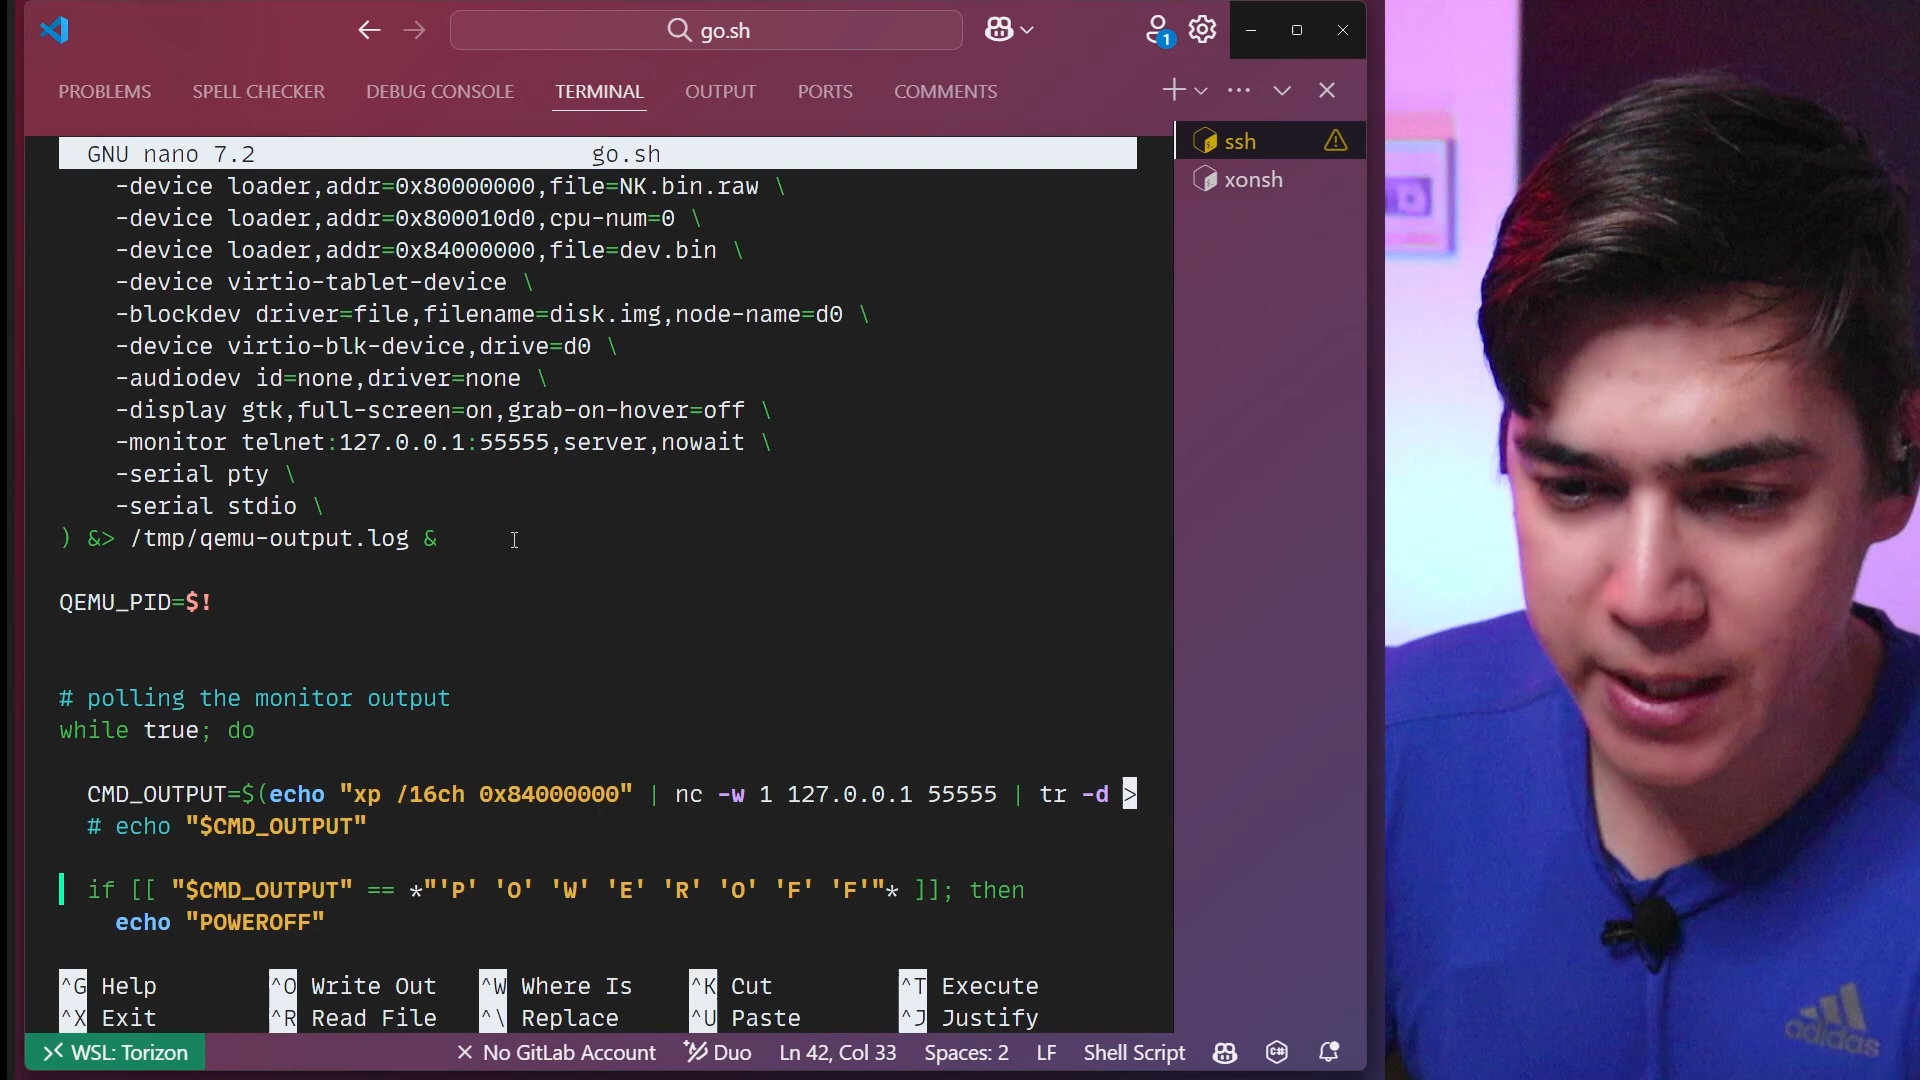 go.sh
1
PROBLEMS SPELL CHECKER DEBUG CONSOLE TERMINAL OUTPUT PORTS COMMENTS
ssh
xonsh
GNU nano 7.2 go.sh
-device loader,addr=0x80000000,file=NK.bin.raw \
-device loader,addr=0x800010d0,cpu-num=0 \
-device loader,addr=0x84000000,file=dev.bin \
-device virtio-tablet-device \
-blockdev driver=file,filename=disk.img,node-name=d0 \
-device virtio-blk-device,drive=d0 \
-audiodev id=none,driver=none \
-display gtk,full-screen=on,grab-on-hover=off \
-monitor telnet:127.0.0.1:55555,server,nowait \
-serial pty \
-serial stdio \
) &> /tmp/qemu-output.log &
QEMU_PID=$!
# polling the monitor output
while true; do
CMD_OUTPUT=$(echo "xp /16ch 0x84000000" | nc -w 1 127.0.0.1 55555 | tr -d >
# echo "$CMD_OUTPUT"
if [[ "$CMD_OUTPUT" == *"'P' 'O' 'W' 'E' 'R' 'O' 'F' 'F'"* ]]; then
echo "POWEROFF"
^G Help ^O Write Out ^W Where Is ^K Cut ^T Execute
^X Exit ^R Read File ^\ Replace ^U Paste ^J Justify
WSL: Torizon No GitLab Account Duo Ln 42, Col 33 Spaces: 2 LF Shell Script
adidas